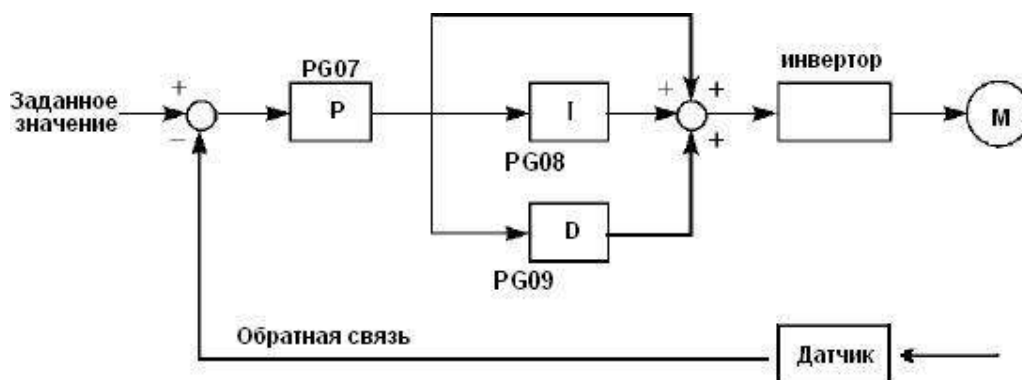 PG07
инвертор
+
+
+
Заданное
значение
P
I
M
−
+
PG08
D
PG09
Обратная связь
Датчик